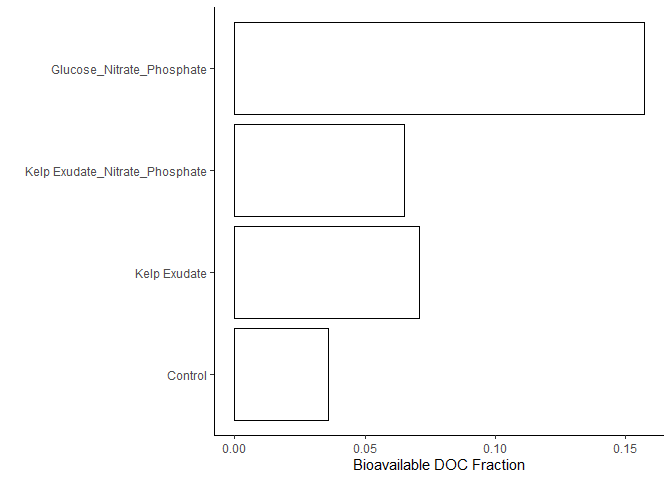 Glucose_Nitrate_Phosphate
Kelp Exudate_Nitrate_Phosphate
Kelp Exudate
Control
0.00 0.05 0.10 0.15
Bioavailable DOC Fraction